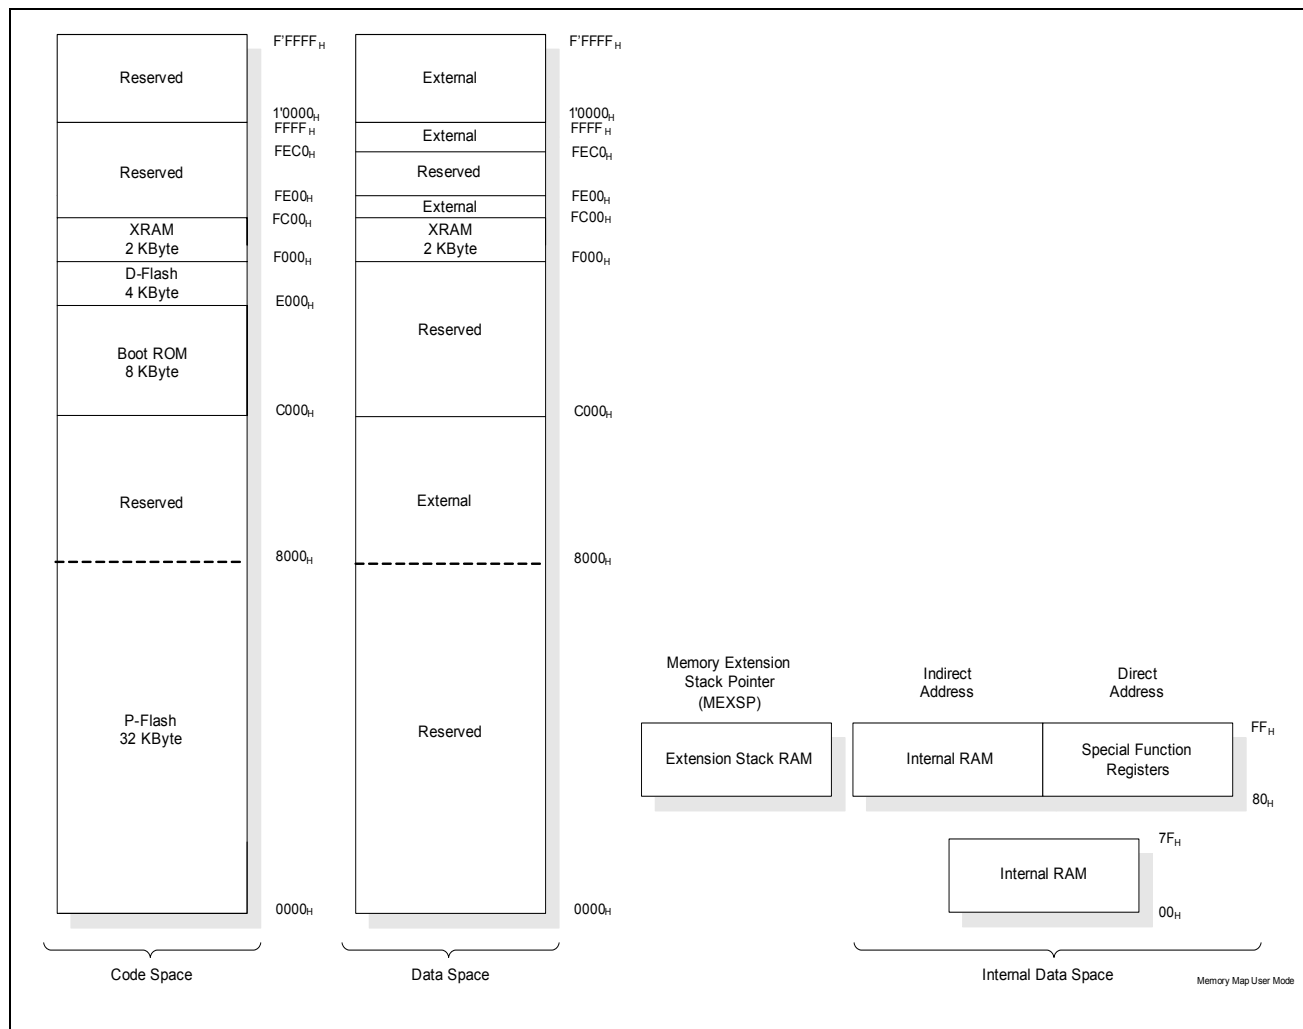 F'FFFFH
Reserved
1'0000H
FFFFH
FEC0H
Reserved
FE00H
FC00H
XRAM
2 KByte
F000H
D-Flash
4 KByte
E000H
Boot ROM
8 KByte
C000H
Reserved
8000H
P-Flash
32 KByte
0000H
Code Space
F'FFFFH
External
1'0000H
FFFFH
External
FEC0H
Reserved
FE00H
External
FC00H
XRAM
2 KByte
F000H
Reserved
C000H
External
8000H
Reserved
0000H
Data Space
Memory Extension
Stack Pointer
(MEXSP)
Extension Stack RAM
Indirect
Address
Direct
Address
FFH
Internal RAM
Special Function
Registers
80H
7FH
Internal RAM
00H
Internal Data Space
Memory Map User Mode